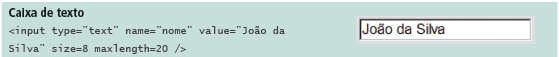 Caixa de texto
<input type="text" name="nome" value="João da
Silva" size=8 maxlength=20 />
João da Silva